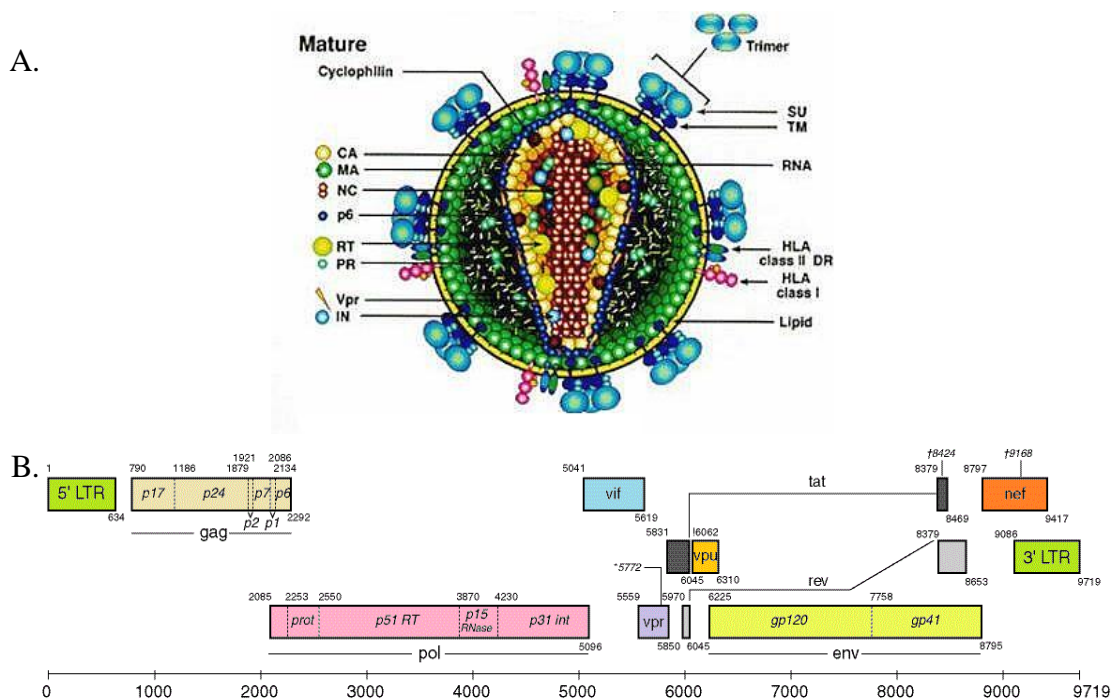 A.
Mature
Trimer
Cyclophilin
SU
TM
CA
MA
RNA
NC
p6
RT
PR
HLA
class II DR
HLA
class I
Vpr
IN
Lipid
B.
1
790
1186
1921
1879
2086
2134
5041
†8424
8379
8797
†9168
5' LTR
p17
p24
p7
p6
vif
tat
nef
634
p2
p1
2292
gag
5619
8469
9417
5831
6062
8379
9086
*5772
vpu
3' LTR
6045
6310
rev
8653
9719
2085
2253
2550
3870
4230
5559
5970
6225
7758
prot
p51 RT
p15
RNase
p31 int
vpr
gp120
gp41
5096
5850
6045
8795
pol
env
0
1000
2000
3000
4000
5000
6000
7000
8000
9000
9719